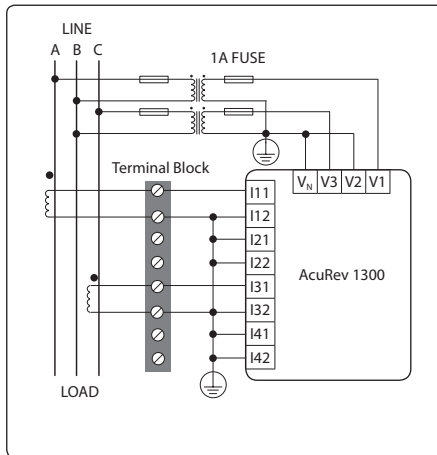 LINE
A B C
1A FUSE
Terminal Block
VN V3 V2 V1
I11
I12
I21
I22
I31
I32
I41
I42
AcuRev 1300
LOAD